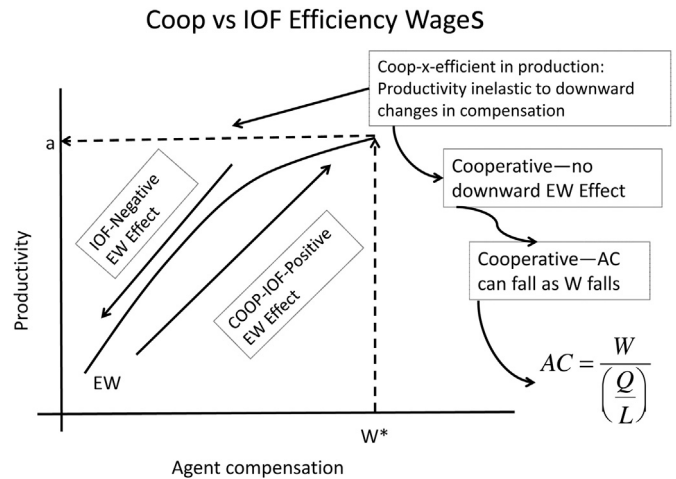 Coop vs IOF Efficiency Wages
Coop-x-efficient in production:
Productivity inelastic to downward
changes in compensation
a
Cooperative—no
downward EW Effect
IOF-Negative
EW Effect
Cooperative—AC
can fall as W falls
COOP-IOF-Positive
EW Effect
Productivity
AC = W / (Q / L)
EW
W*
Agent compensation